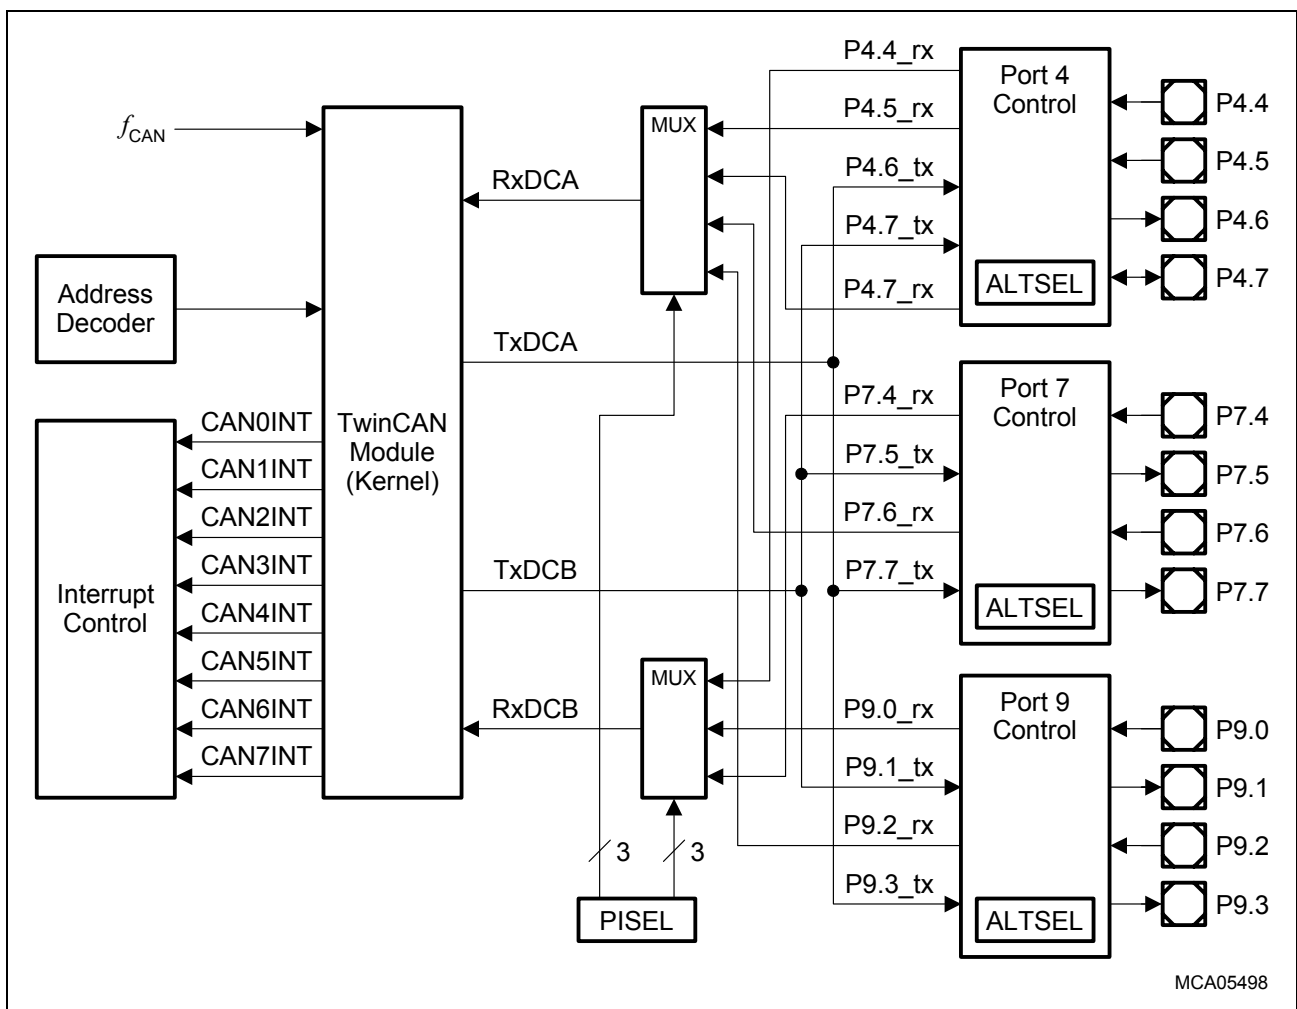 f CAN
Address
Decoder
CAN0INT
CAN1INT
CAN2INT
CAN3INT
CAN4INT
CAN5INT
CAN6INT
CAN7INT
Interrupt
Control
TwinCAN
Module
(Kernel)
RxDCA
TxDCA
TxDCB
RxDCB
MUX
MUX
3
3
PISEL
P4.4_rx
P4.5_rx
P4.6_tx
P4.7_tx
P4.7_rx
P7.4_rx
P7.5_tx
P7.6_rx
P7.7_tx
P9.0_rx
P9.1_tx
P9.2_rx
P9.3_tx
Port 4
Control
ALTSEL
Port 7
Control
ALTSEL
Port 9
Control
ALTSEL
P4.4
P4.5
P4.6
P4.7
P7.4
P7.5
P7.6
P7.7
P9.0
P9.1
P9.2
P9.3
MCA05498